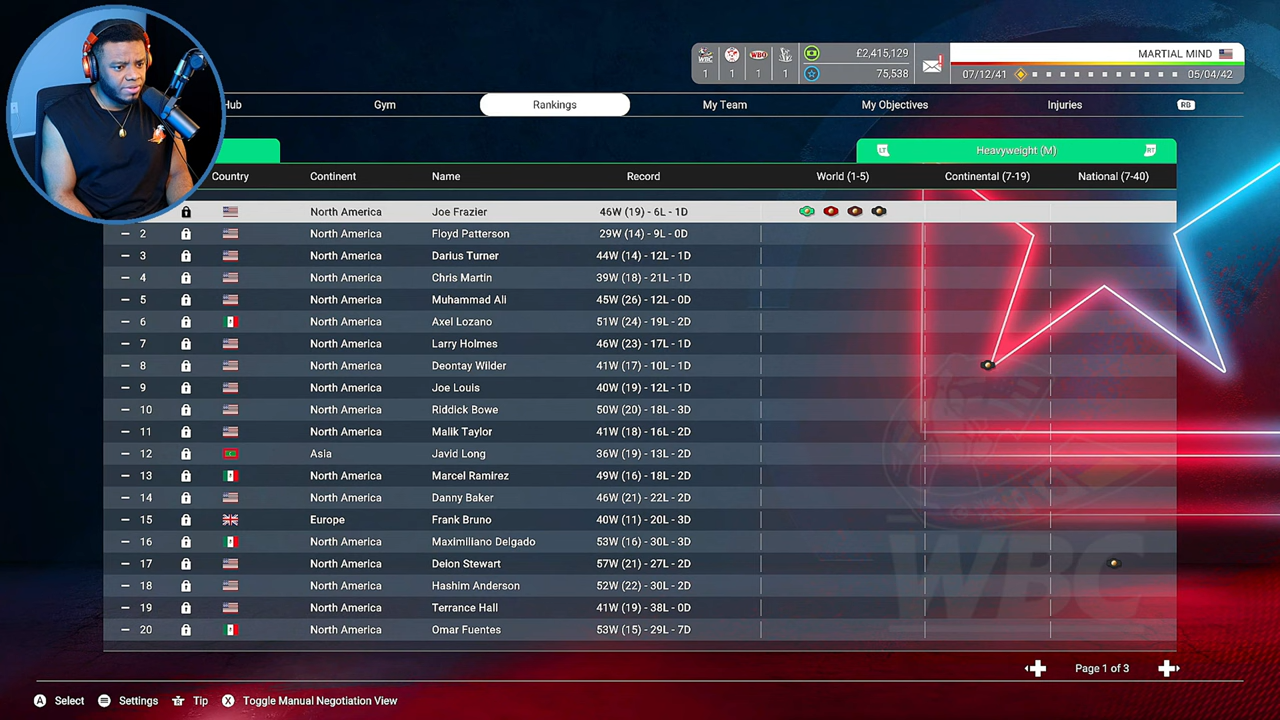 WBC WBO £2,415,129 MARTIAL MIND
1 1 1 1 75,538 07/12/41 05/04/42
Hub Gym Rankings My Team My Objectives Injuries RB
LT Heavyweight (M) RT
Country Continent Name Record World (1-5) Continental (7-19) National (7-40)
North America Joe Frazier 46W (19) - 6L - 1D
2 North America Floyd Patterson 29W (14) - 9L - 0D
3 North America Darius Turner 44W (14) - 12L - 1D
4 North America Chris Martin 39W (18) - 21L - 1D
5 North America Muhammad Ali 45W (26) - 12L - 0D
6 North America Axel Lozano 51W (24) - 19L - 2D
7 North America Larry Holmes 46W (23) - 17L - 1D
8 North America Deontay Wilder 41W (17) - 10L - 1D
9 North America Joe Louis 40W (19) - 12L - 1D
10 North America Riddick Bowe 50W (20) - 18L - 3D
11 North America Malik Taylor 41W (18) - 16L - 2D
12 Asia Javid Long 36W (19) - 13L - 2D
13 North America Marcel Ramirez 49W (16) - 18L - 2D
14 North America Danny Baker 46W (21) - 22L - 2D
15 Europe Frank Bruno 40W (11) - 20L - 3D
16 North America Maximiliano Delgado 53W (16) - 30L - 3D
17 North America Deion Stewart 57W (21) - 27L - 2D
18 North America Hashim Anderson 52W (22) - 30L - 2D
19 North America Terrance Hall 41W (19) - 38L - 0D
20 North America Omar Fuentes 53W (15) - 29L - 7D
WBC
Page 1 of 3
A Select Settings R Tip X Toggle Manual Negotiation View